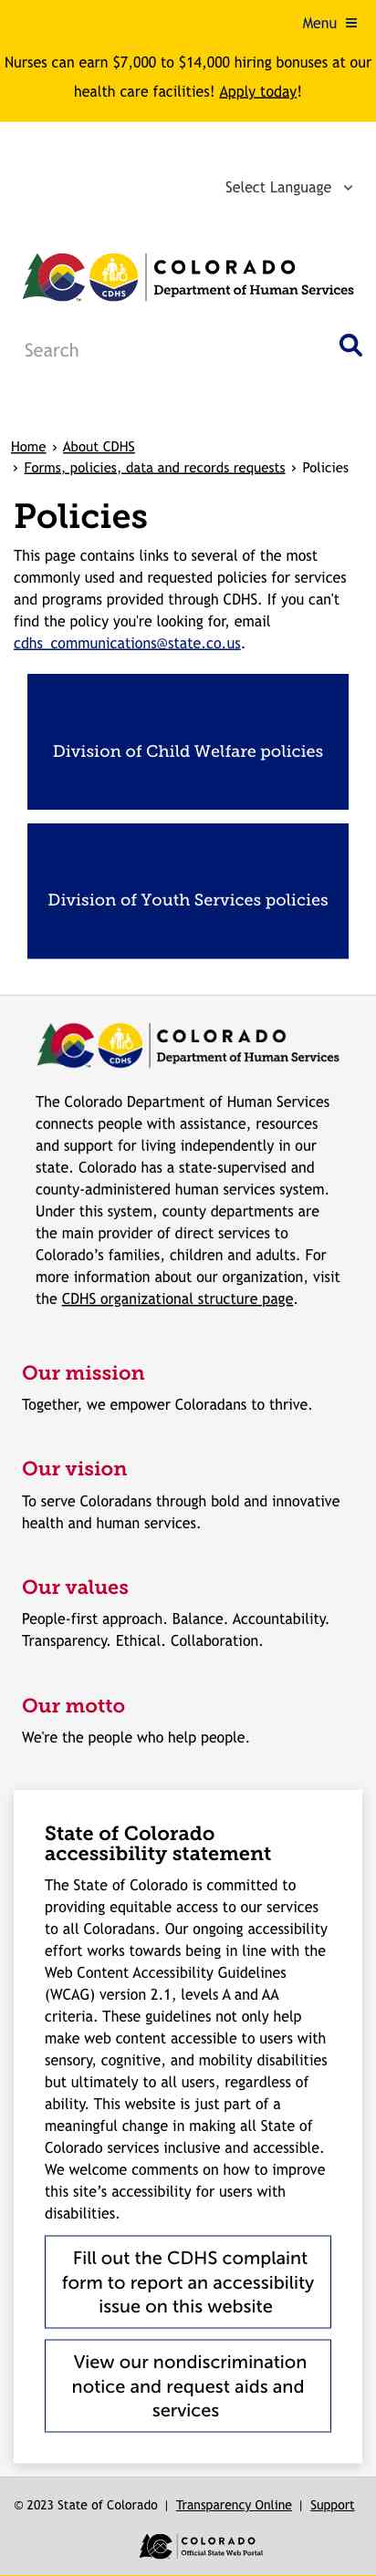 Menu
Nurses can earn $7,000 to $14,000 hiring bonuses at our
health care facilities! Apply today!
Select Language
COLORADO
Department of Human Services
CDHS
Search
Home › About CDHS
› Forms, policies, data and records requests › Policies
Policies
This page contains links to several of the most
commonly used and requested policies for services
and programs provided through CDHS. If you can't
find the policy you're looking for, email
cdhs_communications@state.co.us.
Division of Child Welfare policies
Division of Youth Services policies
COLORADO
Department of Human Services
CDHS
The Colorado Department of Human Services
connects people with assistance, resources
and support for living independently in our
state. Colorado has a state-supervised and
county-administered human services system.
Under this system, county departments are
the main provider of direct services to
Colorado’s families, children and adults. For
more information about our organization, visit
the CDHS organizational structure page.
Our mission
Together, we empower Coloradans to thrive.
Our vision
To serve Coloradans through bold and innovative
health and human services.
Our values
People-first approach. Balance. Accountability.
Transparency. Ethical. Collaboration.
Our motto
We're the people who help people.
State of Colorado
accessibility statement
The State of Colorado is committed to
providing equitable access to our services
to all Coloradans. Our ongoing accessibility
effort works towards being in line with the
Web Content Accessibility Guidelines
(WCAG) version 2.1, levels A and AA
criteria. These guidelines not only help
make web content accessible to users with
sensory, cognitive, and mobility disabilities
but ultimately to all users, regardless of
ability. This website is just part of a
meaningful change in making all State of
Colorado services inclusive and accessible.
We welcome comments on how to improve
this site’s accessibility for users with
disabilities.
Fill out the CDHS complaint
form to report an accessibility
issue on this website
View our nondiscrimination
notice and request aids and
services
© 2023 State of Colorado | Transparency Online | Support
COLORADO
Official State Web Portal